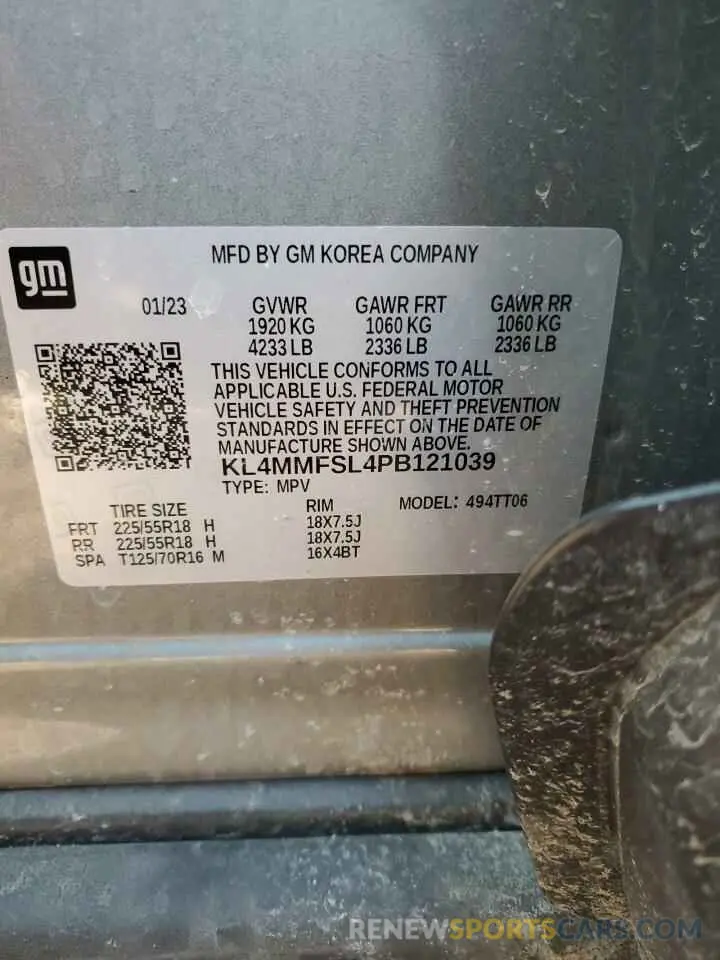 gm
MFD BY GM KOREA COMPANY
01/23 GVWR GAWR FRT GAWR RR
1920 KG 1060 KG 1060 KG
4233 LB 2336 LB 2336 LB
THIS VEHICLE CONFORMS TO ALL
APPLICABLE U.S. FEDERAL MOTOR
VEHICLE SAFETY AND THEFT PREVENTION
STANDARDS IN EFFECT ON THE DATE OF
MANUFACTURE SHOWN ABOVE.
KL4MMFSL4PB121039
TYPE: MPV MODEL: 494TT06
TIRE SIZE RIM
FRT 225/55R18 H 18X7.5J
RR 225/55R18 H 18X7.5J
SPA T125/70R16 M 16X4BT
RENEWSPORTSCARS.COM